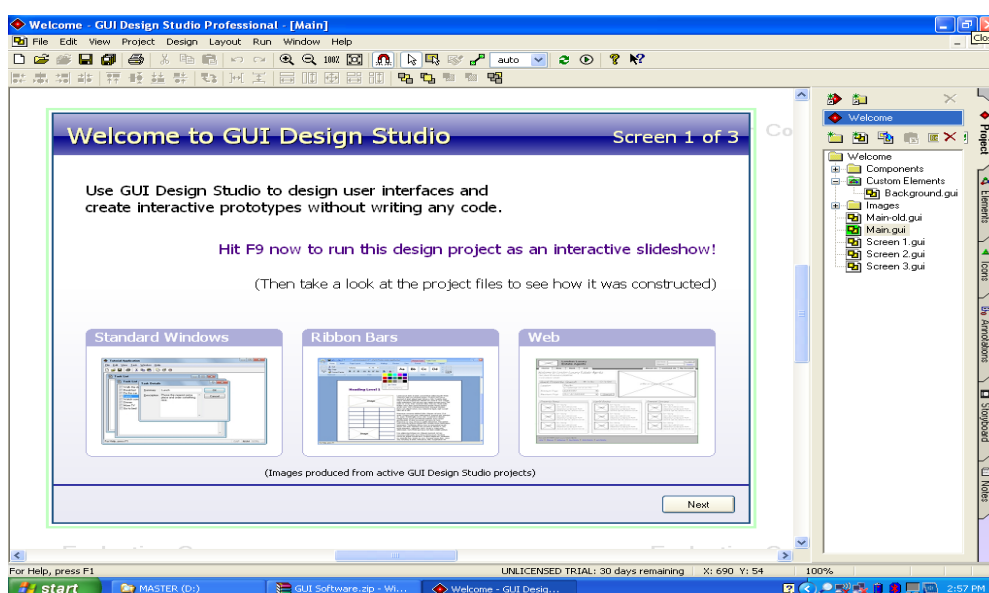 Welcome - GUI Design Studio Professional - [Main]
Clo
File Edit View Project Design Layout Run Window Help
100%
auto
Welcome to GUI Design Studio
Screen 1 of 3
Co
Use GUI Design Studio to design user interfaces and
create interactive prototypes without writing any code.
Hit F9 now to run this design project as an interactive slideshow!
(Then take a look at the project files to see how it was constructed)
Standard Windows
Ribbon Bars
Web
(Images produced from active GUI Design Studio projects)
Next
Welcome
Welcome
Components
Custom Elements
Background.gui
Images
Main-old.gui
Main.gui
Screen 1.gui
Screen 2.gui
Screen 3.gui
Project
Elements
Icons
Annotations
Storyboard
Notes
For Help, press F1
UNLICENSED TRIAL: 30 days remaining
X: 690 Y: 54
100%
start
MASTER (D:)
GUI Software.zip - Wi...
Welcome - GUI Desig...
2:57 PM